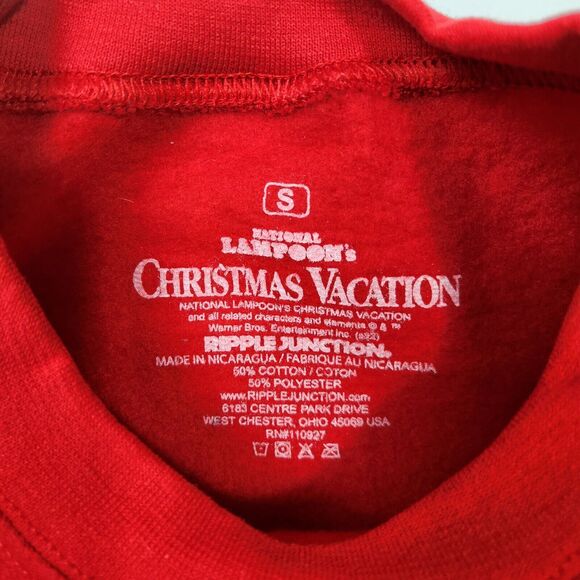 S
NATIONAL
LAMPOON's
CHRISTMAS VACATION
NATIONAL LAMPOON'S CHRISTMAS VACATION
and all related characters and elements © & ™
Warner Bros. Entertainment Inc. (s22)
RIPPLE JUNCTION®
MADE IN NICARAGUA / FABRIQUE AU NICARAGUA
50% COTTON / COTON
50% POLYESTER
www.RIPPLEJUNCTION.com
6183 CENTRE PARK DRIVE
WEST CHESTER, OHIO 45069 USA
RN#110927